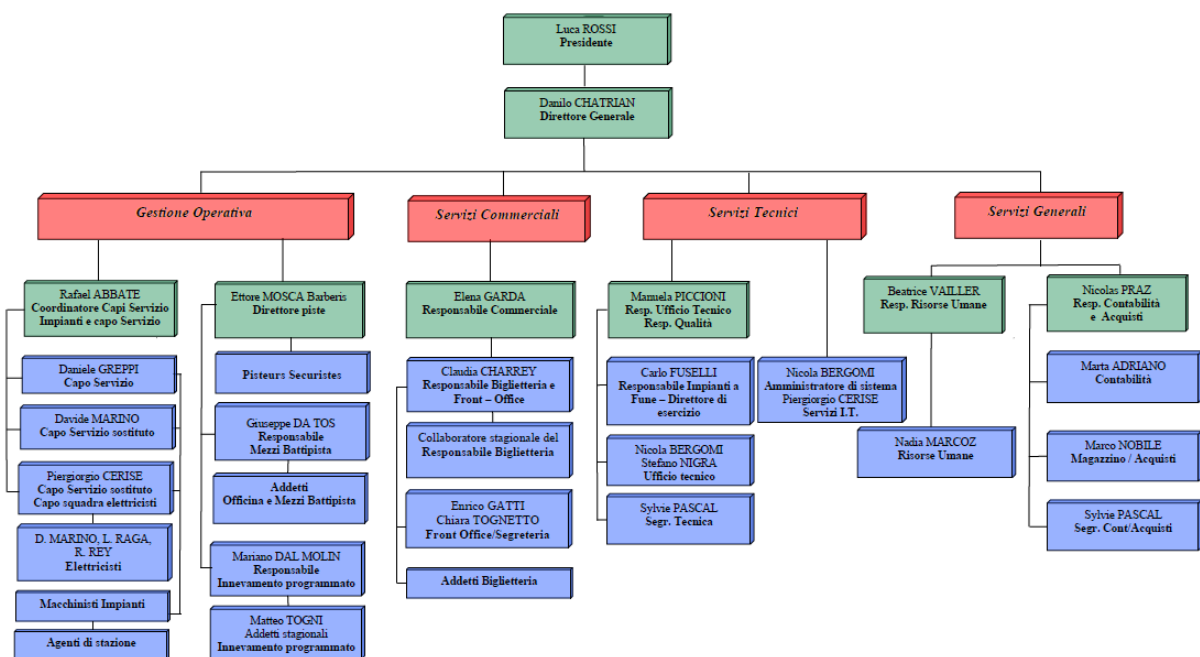 Luca ROSSI
Presidente
Danilo CHATRIAN
Direttore Generale
Gestione Operativa
Servizi Commerciali
Servizi Tecnici
Servizi Generali
Rafael ABBATE
Coordinatore Capi Servizio
Impianti e capo Servizio
Daniele GREPPI
Capo Servizio
Davide MARINO
Capo Servizio sostituto
Piergiorgio CERISE
Capo Servizio sostituto
Capo squadra elettricisti
D. MARINO, L. RAGA,
R. REY
Elettricisti
Macchinisti Impianti
Agenti di stazione
Ettore MOSCA Barberis
Direttore piste
Pisteurs Securistes
Giuseppe DA TOS
Responsabile
Mezzi Battipista
Addetti
Officina e Mezzi Battipista
Mariano DAL MOLIN
Responsabile
Innevamento programmato
Matteo TOGNI
Addetti stagionali
Innevamento programmato
Elena GARDA
Responsabile Commerciale
Claudia CHARREY
Responsabile Biglietteria e
Front – Office
Collaboratore stagionale del
Responsabile Biglietteria
Enrico GATTI
Chiara TOGNETTO
Front Office/Segreteria
Addetti Biglietteria
Manuela PICCIONI
Resp. Ufficio Tecnico
Resp. Qualità
Carlo FUSELLI
Responsabile Impianti a
Fune – Direttore di
esercizio
Nicola BERGOMI
Stefano NIGRA
Ufficio tecnico
Sylvie PASCAL
Segr. Tecnica
Nicola BERGOMI
Amministratore di sistema
Piergiorgio CERISE
Servizi I.T.
Beatrice VAILLER
Resp. Risorse Umane
Nadia MARCOZ
Risorse Umane
Nicolas PRAZ
Resp. Contabilità
e Acquisti
Marta ADRIANO
Contabilità
Marco NOBILE
Magazzino / Acquisti
Sylvie PASCAL
Segr. Cont/Acquisti